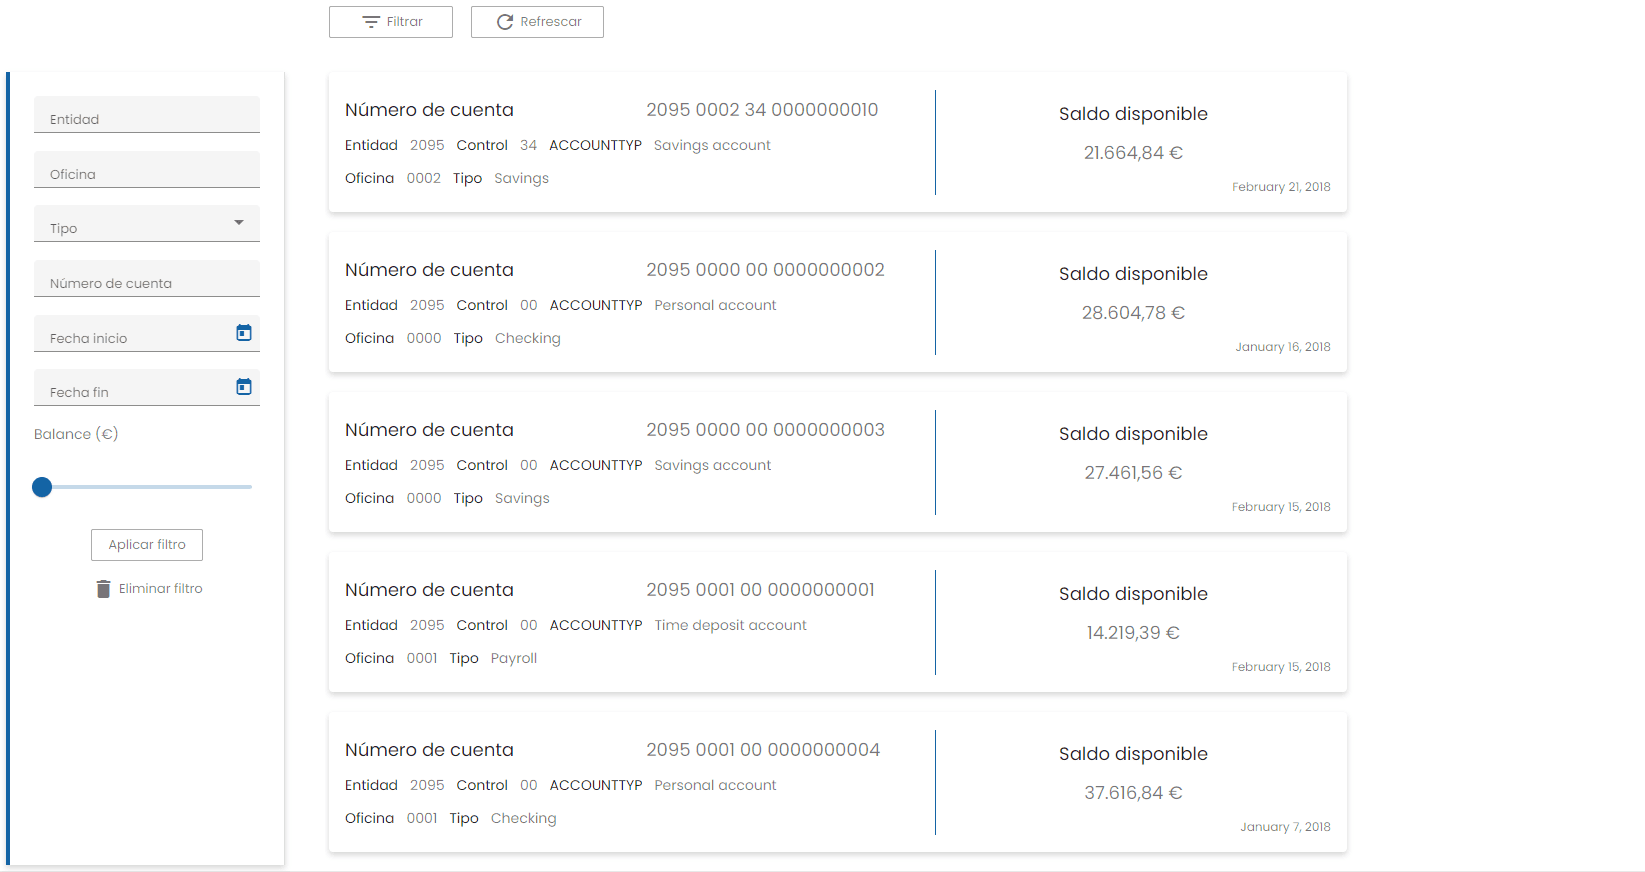 Filtrar Refrescar
Entidad
Oficina
Tipo
Número de cuenta
Fecha inicio
Fecha fin
Balance (€)
Aplicar filtro
Eliminar filtro
Número de cuenta 2095 0002 34 0000000010
Entidad 2095 Control 34 ACCOUNTTYP Savings account
Oficina 0002 Tipo Savings
Saldo disponible
21.664,84 €
February 21, 2018
Número de cuenta 2095 0000 00 0000000002
Entidad 2095 Control 00 ACCOUNTTYP Personal account
Oficina 0000 Tipo Checking
Saldo disponible
28.604,78 €
January 16, 2018
Número de cuenta 2095 0000 00 0000000003
Entidad 2095 Control 00 ACCOUNTTYP Savings account
Oficina 0000 Tipo Savings
Saldo disponible
27.461,56 €
February 15, 2018
Número de cuenta 2095 0001 00 0000000001
Entidad 2095 Control 00 ACCOUNTTYP Time deposit account
Oficina 0001 Tipo Payroll
Saldo disponible
14.219,39 €
February 15, 2018
Número de cuenta 2095 0001 00 0000000004
Entidad 2095 Control 00 ACCOUNTTYP Personal account
Oficina 0001 Tipo Checking
Saldo disponible
37.616,84 €
January 7, 2018